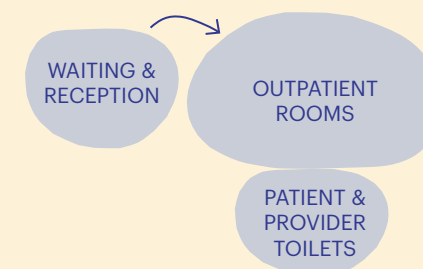 WAITING &
RECEPTION
OUTPATIENT
ROOMS
PATIENT &
PROVIDER
TOILETS